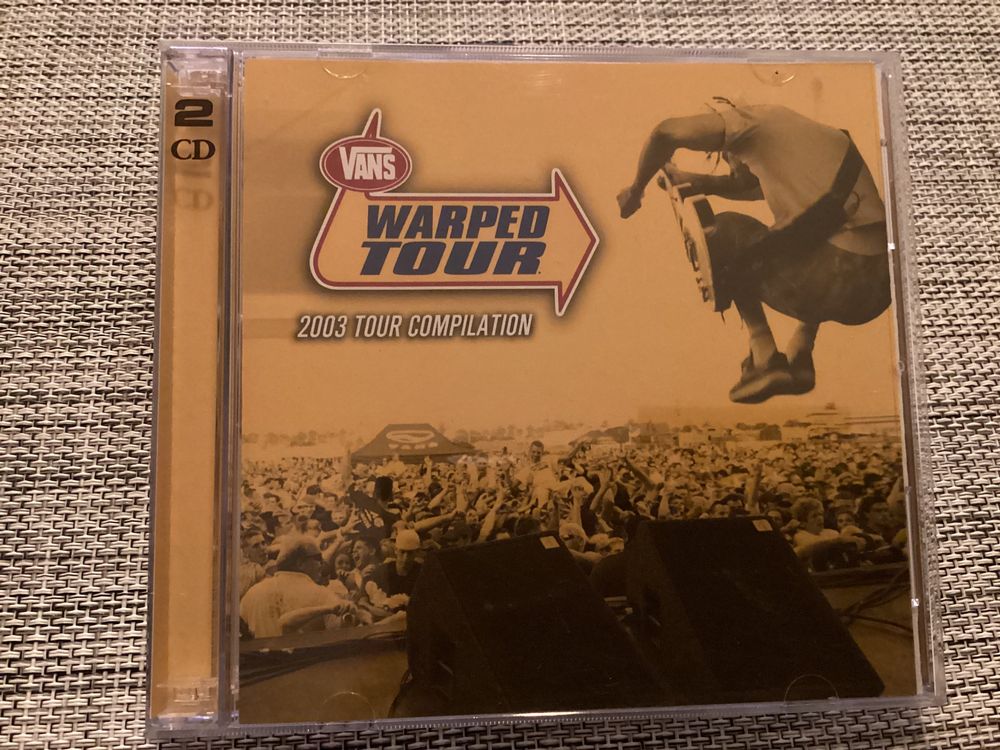 2
CD
VANS
WARPED
TOUR
2003 TOUR COMPILATION